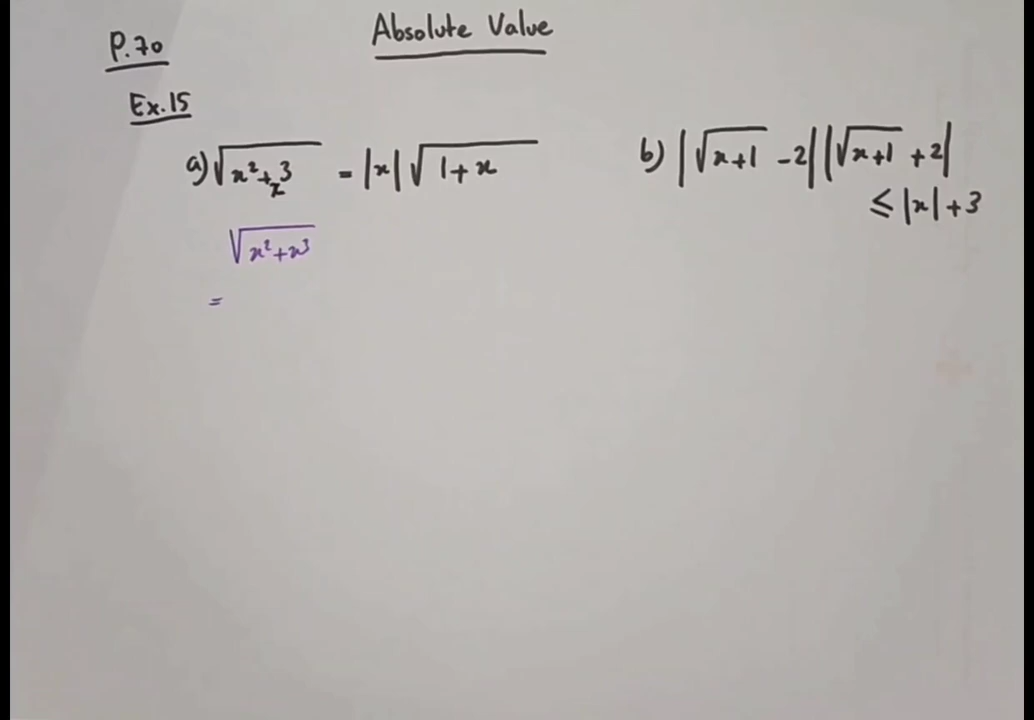 Absolute Value
P.70
Ex.15
a) √(x²+x³) = |x| √(1+x)
b) |√(x+1) -2||√(x+1) +2|
≤ |x|+3
√(x²+x³)
=